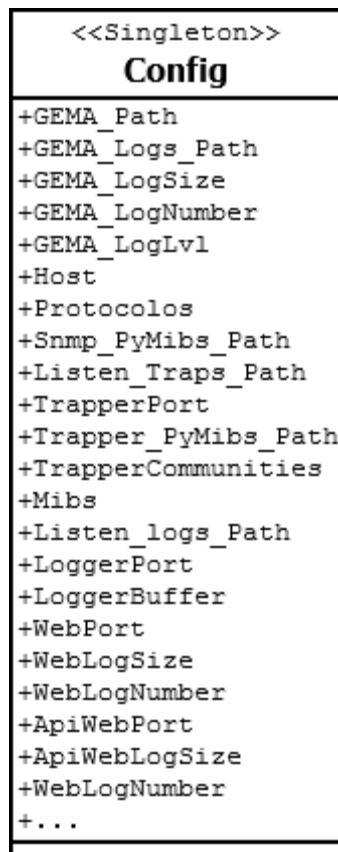 <<Singleton>>
Config
+GEMA_Path
+GEMA_Logs_Path
+GEMA_LogSize
+GEMA_LogNumber
+GEMA_LogLvl
+Host
+Protocolos
+Snmp_PyMibs_Path
+Listen_Traps_Path
+TrapperPort
+Trapper_PyMibs_Path
+TrapperCommunities
+Mibs
+Listen_logs_Path
+LoggerPort
+LoggerBuffer
+WebPort
+WebLogSize
+WebLogNumber
+ApiWebPort
+ApiWebLogSize
+WebLogNumber
+...